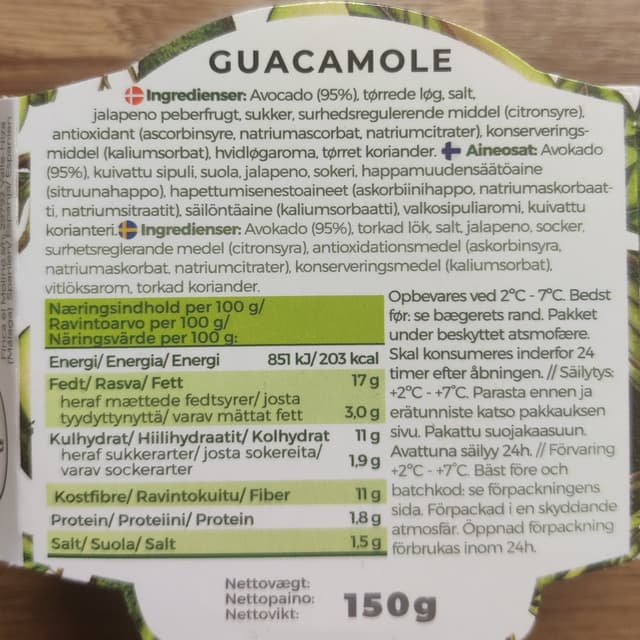 GUACAMOLE
Ingredienser: Avocado (95%), tørrede løg, salt,
jalapeno peberfrugt, sukker, surhedsregulerende middel (citronsyre),
antioxidant (ascorbinsyre, natriumascorbat, natriumcitrater), konserverings-
middel (kaliumsorbat), hvidløgaroma, tørret koriander. Aineosat: Avokado
(95%), kuivattu sipuli, suola, jalapeno, sokeri, happamuudensäätöaine
(sitruunahappo), hapettumisenestoaineet (askorbiinihappo, natriumaskorbaat-
ti, natriumsitraatit), säilöntäaine (kaliumsorbaatti), valkosipuliaromi, kuivattu
korianteri. Ingredienser: Avokado (95%), torkad lök, salt, jalapeno, socker,
surhetsreglerande medel (citronsyra), antioxidationsmedel (askorbinsyra,
natriumaskorbat, natriumcitrater), konserveringsmedel (kaliumsorbat),
vitlöksarom, torkad koriander.
Næringsindhold per 100 g/
Ravintoarvo per 100 g/
Näringsvärde per 100 g:
Energi/ Energia/ Energi 851 kJ/ 203 kcal
Fedt/ Rasva/ Fett 17 g
heraf mættede fedtsyrer/ josta
tyydyttynyttä/ varav mättat fett 3,0 g
Kulhydrat/ Hiilihydraatit/ Kolhydrat 11 g
heraf sukkerarter/ josta sokereita/
varav sockerarter 1,9 g
Kostfibre/ Ravintokuitu/ Fiber 11 g
Protein/ Proteiini/ Protein 1,8 g
Salt/ Suola/ Salt 1,5 g
Opbevares ved 2°C - 7°C. Bedst
før: se bægerets rand. Pakket
under beskyttet atsmofære.
Skal konsumeres inderfor 24
timer efter åbningen. // Säilytys:
+2°C - +7°C. Parasta ennen ja
erätunniste katso pakkauksen
sivu. Pakattu suojakaasuun.
Avattuna säilyy 24h. // Förvaring
+2°C - +7°C. Bäst före och
batchkod: se förpackningens
sida. Förpackad i en skyddande
atmosfär. Öppnad förpackning
förbrukas inom 24h.
Nettovægt:
Nettopaino:
Nettovikt:
150g